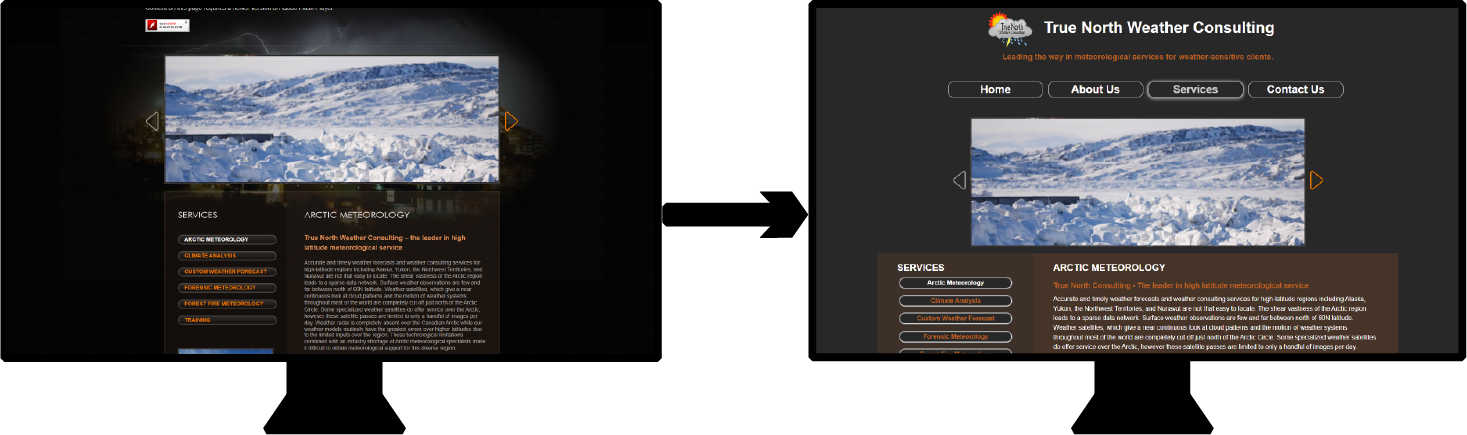 content on this page requires a newer version of Adobe Flash Player.
SERVICES
ARCTIC METEOROLOGY
CLIMATE ANALYSIS
CUSTOM WEATHER FORECAST
FORENSIC METEOROLOGY
FOREST FIRE METEOROLOGY
TRAINING
ARCTIC METEOROLOGY
True North Weather Consulting – the leader in high
latitude meteorological service
Accurate and timely weather forecasts and weather consulting services for
high-latitude regions including Alaska, Yukon, the Northwest Territories, and
Nunavut are not that easy to locate. The shear vastness of the Arctic region
leads to a sparse data network. Surface weather observations are few and
far between north of 60N latitude. Weather satellites, which give a near
continuous look at cloud patterns and the motion of weather systems
throughout most of the world are completely cut off just north of the Arctic
Circle. Some specialized weather satellites do offer service over the Arctic,
however these satellite passes are limited to only a handful of images per
day. Weather radar is completely absent over the Canadian Arctic while our
weather models routinely have the greatest errors over higher latitudes due
to the limited inputs over the region. These technological limitations
combined with an industry shortage of Arctic meteorological specialists make
it difficult to obtain meteorological support for this diverse region.
True North Weather Consulting
Leading the way in meteorological services for weather-sensitive clients.
Home
About Us
Services
Contact Us
SERVICES
Arctic Meteorology
Climate Analysis
Custom Weather Forecast
Forensic Meteorology
ARCTIC METEOROLOGY
True North Consulting - The leader in high latitude meteorological service
Accurate and timely weather forecasts and weather consulting services for high-latitude regions including Alaska,
Yukon, the Northwest Territories, and Nunavut are not that easy to locate. The shear vastness of the Arctic region
leads to a sparse data network. Surface weather observations are few and far between north of 60N latitude.
Weather satellites, which give a near continuous look at cloud patterns and the motion of weather systems
throughout most of the world are completely cut off just north of the Arctic Circle. Some specialized weather satellites
do offer service over the Arctic, however these satellite passes are limited to only a handful of images per day.